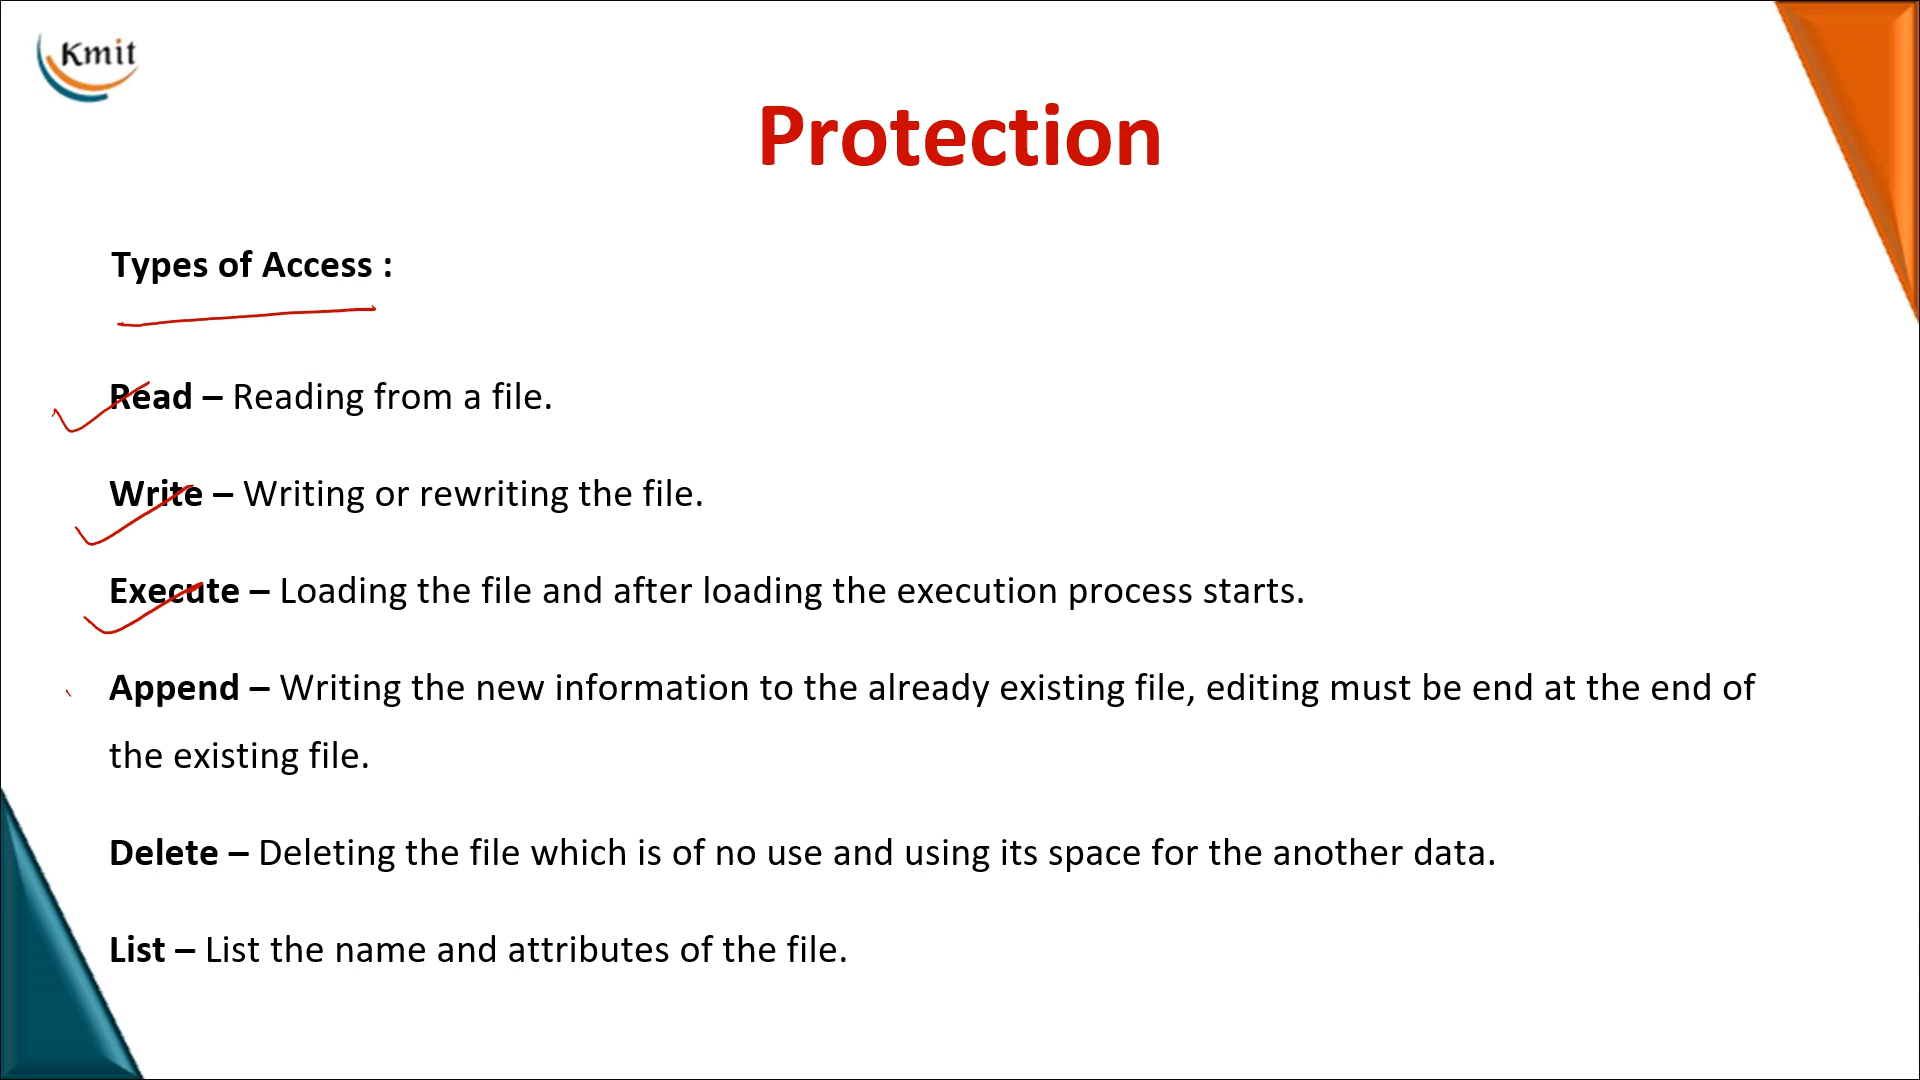 Kmit
Protection
Types of Access :
Read – Reading from a file.
Write – Writing or rewriting the file.
Execute – Loading the file and after loading the execution process starts.
Append – Writing the new information to the already existing file, editing must be end at the end of
the existing file.
Delete – Deleting the file which is of no use and using its space for the another data.
List – List the name and attributes of the file.